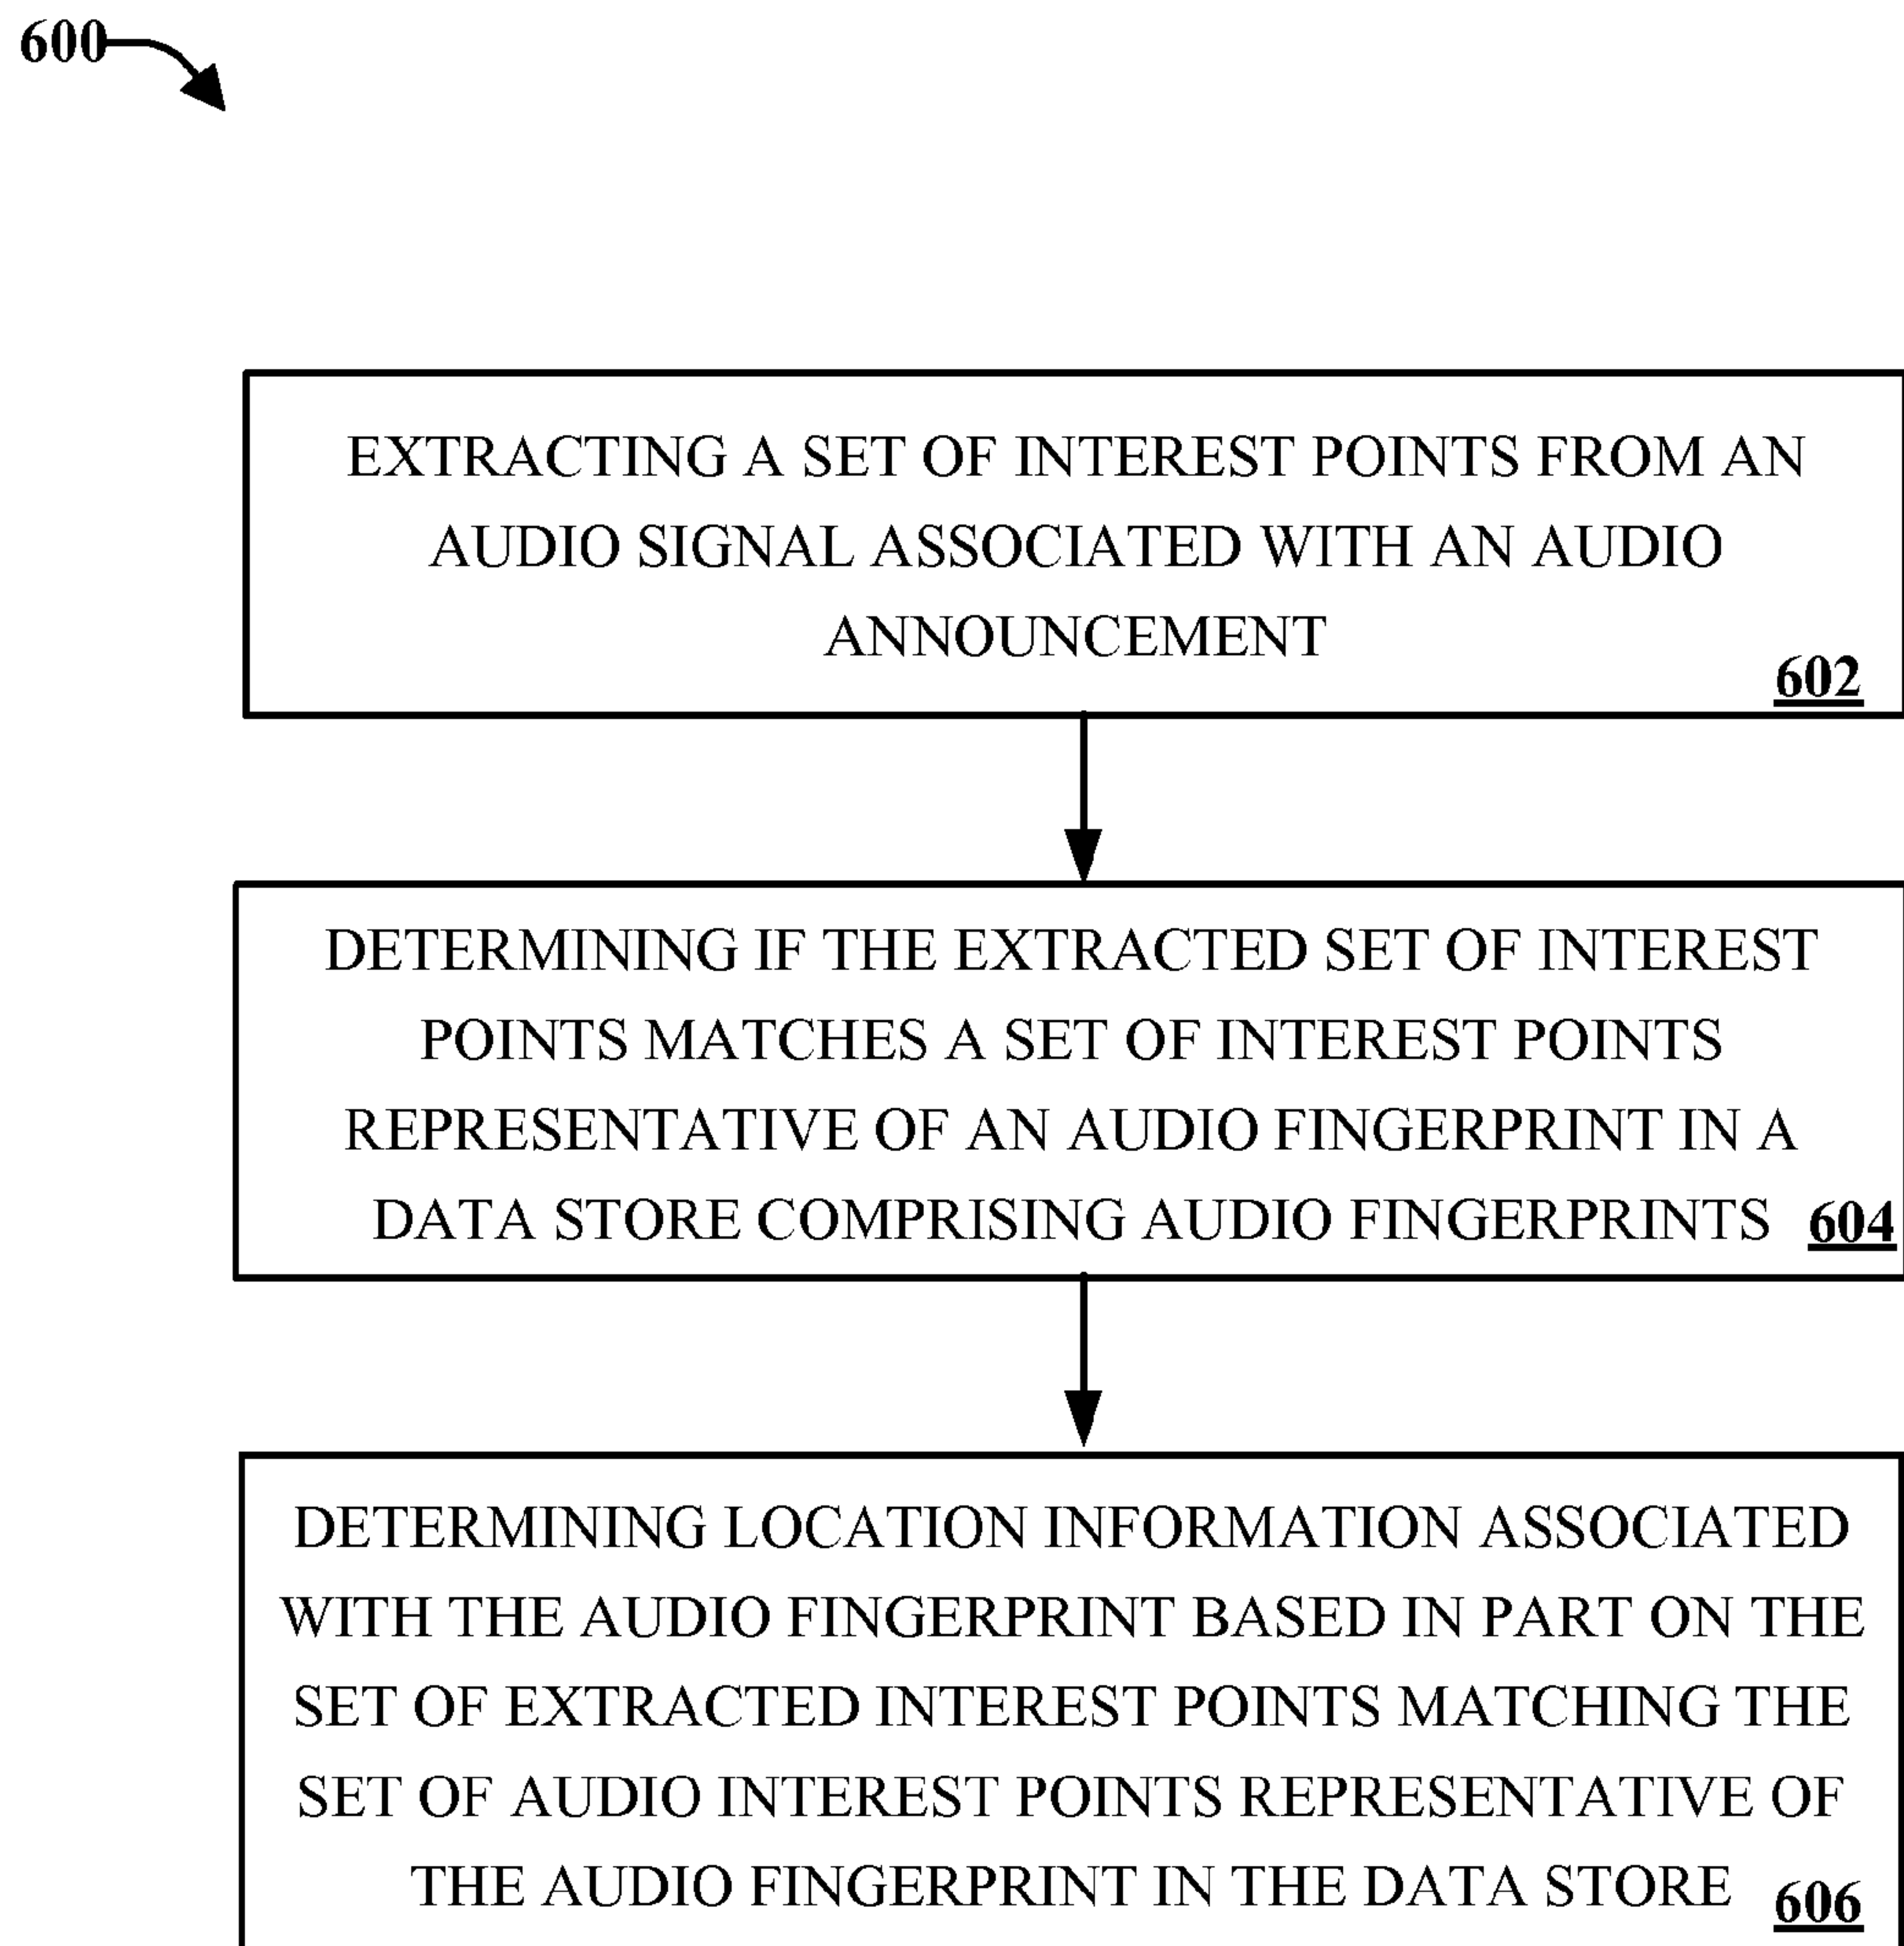 600
EXTRACTING A SET OF INTEREST POINTS FROM AN
AUDIO SIGNAL ASSOCIATED WITH AN AUDIO
ANNOUNCEMENT
602
DETERMINING IF THE EXTRACTED SET OF INTEREST
POINTS MATCHES A SET OF INTEREST POINTS
REPRESENTATIVE OF AN AUDIO FINGERPRINT IN A
DATA STORE COMPRISING AUDIO FINGERPRINTS 604
DETERMINING LOCATION INFORMATION ASSOCIATED
WITH THE AUDIO FINGERPRINT BASED IN PART ON THE
SET OF EXTRACTED INTEREST POINTS MATCHING THE
SET OF AUDIO INTEREST POINTS REPRESENTATIVE OF
THE AUDIO FINGERPRINT IN THE DATA STORE 606